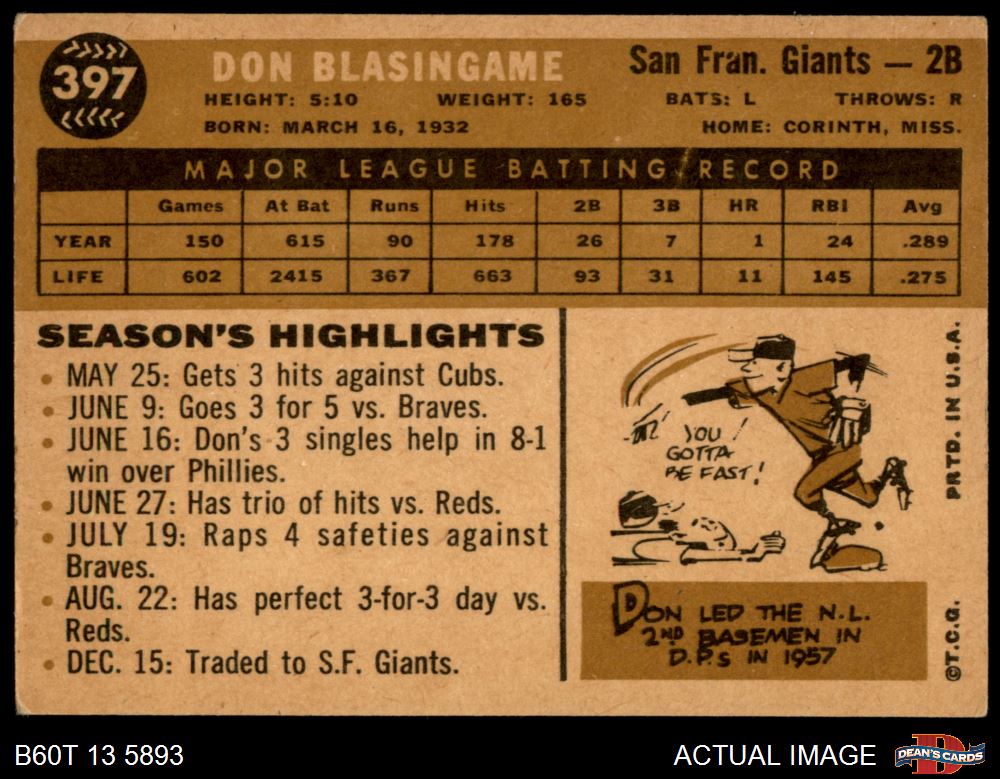 397
DON BLASINGAME
San Fran. Giants — 2B
HEIGHT: 5:10 WEIGHT: 165 BATS: L THROWS: R
BORN: MARCH 16, 1932 HOME: CORINTH, MISS.
MAJOR LEAGUE BATTING RECORD
Games At Bat Runs Hits 2B 3B HR RBI Avg
YEAR 150 615 90 178 26 7 1 24 .289
LIFE 602 2415 367 663 93 31 11 145 .275
SEASON'S HIGHLIGHTS
• MAY 25: Gets 3 hits against Cubs.
• JUNE 9: Goes 3 for 5 vs. Braves.
• JUNE 16: Don's 3 singles help in 8-1
win over Phillies.
• JUNE 27: Has trio of hits vs. Reds.
• JULY 19: Raps 4 safeties against
Braves.
• AUG. 22: Has perfect 3-for-3 day vs.
Reds.
• DEC. 15: Traded to S.F. Giants.
YOU
GOTTA
BE FAST!
DON LED THE N.L.
2ND BASEMEN IN
D.P.s IN 1957
©T.C.G. PRTD. IN U.S.A.
B60T 13 5893
ACTUAL IMAGE
D
DEAN'S CARDS